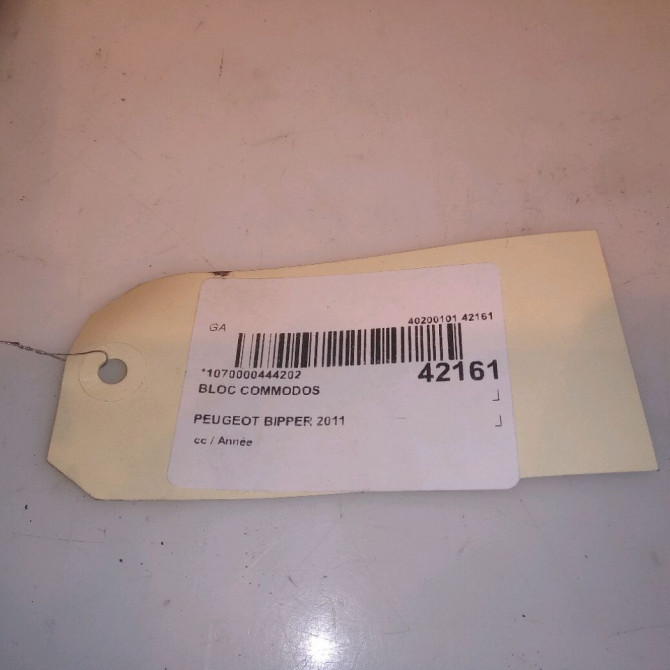 GA 40200101 42161
*1070000444202 42161
BLOC COMMODOS
PEUGEOT BIPPER 2011
cc / Année